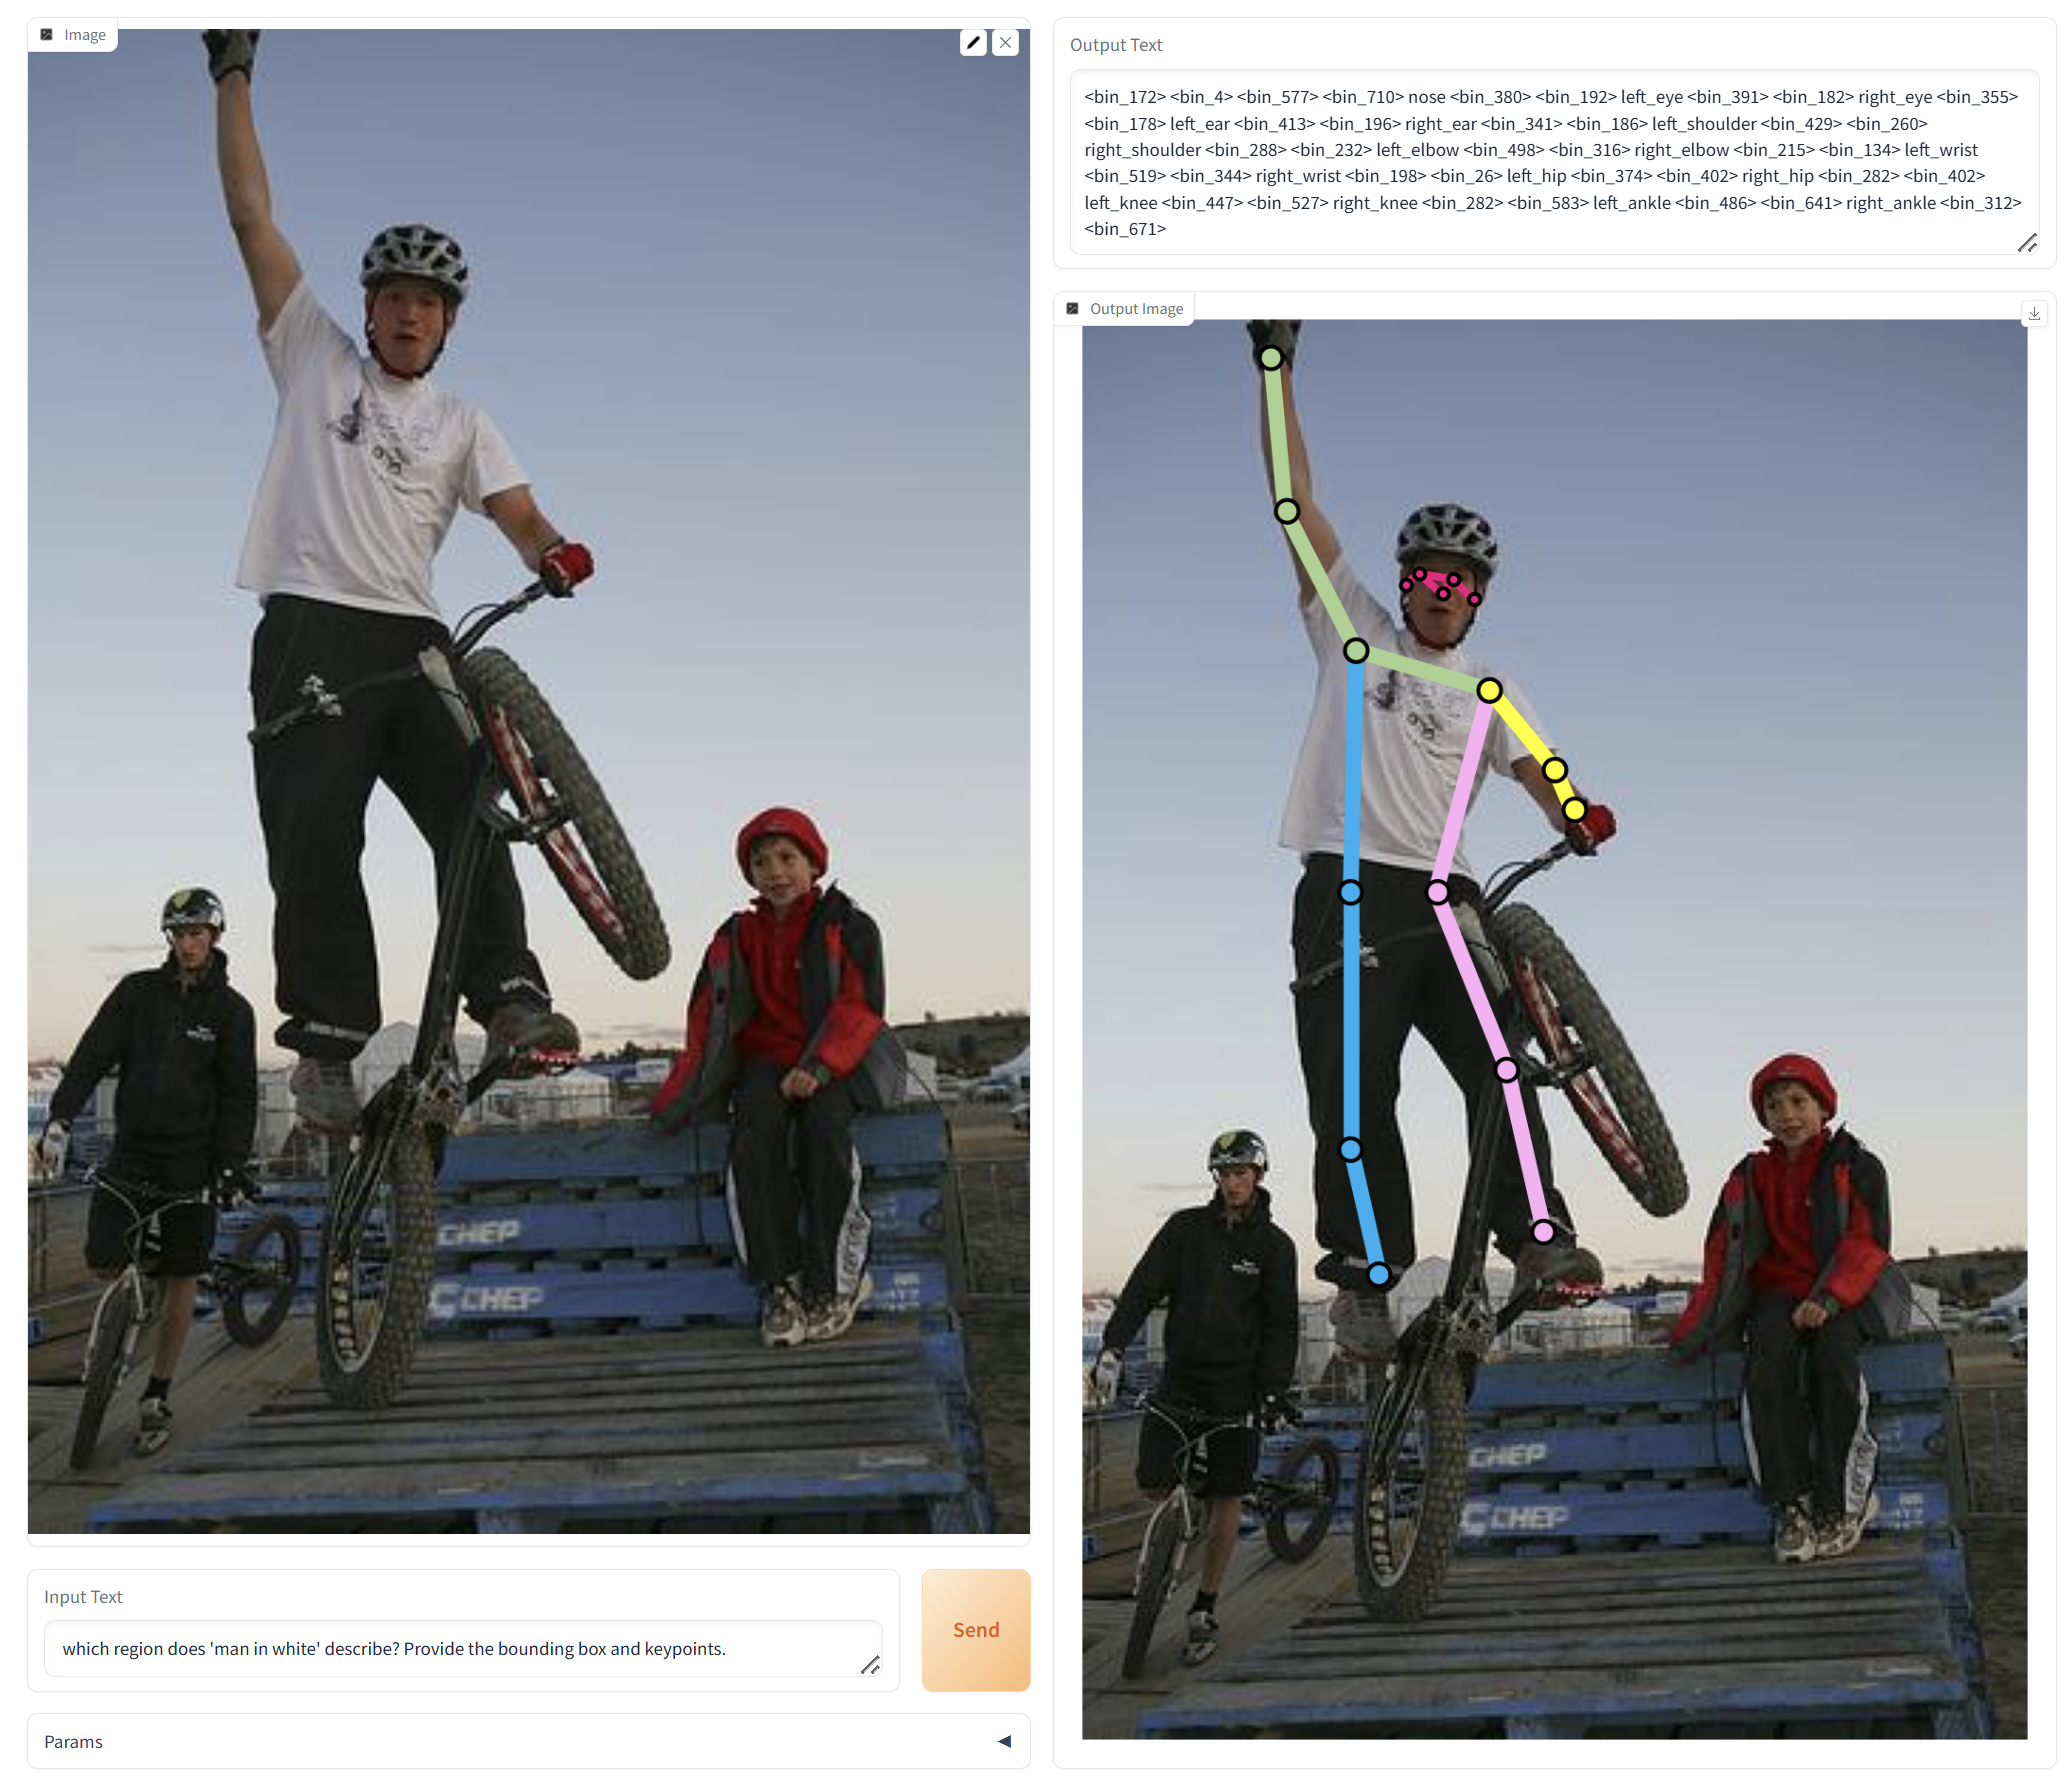 Image
Input Text
which region does 'man in white' describe? Provide the bounding box and keypoints.
Send
Params
Output Text
<bin_172> <bin_4> <bin_577> <bin_710> nose <bin_380> <bin_192> left_eye <bin_391> <bin_182> right_eye <bin_355>
<bin_178> left_ear <bin_413> <bin_196> right_ear <bin_341> <bin_186> left_shoulder <bin_429> <bin_260>
right_shoulder <bin_288> <bin_232> left_elbow <bin_498> <bin_316> right_elbow <bin_215> <bin_134> left_wrist
<bin_519> <bin_344> right_wrist <bin_198> <bin_26> left_hip <bin_374> <bin_402> right_hip <bin_282> <bin_402>
left_knee <bin_447> <bin_527> right_knee <bin_282> <bin_583> left_ankle <bin_486> <bin_641> right_ankle <bin_312>
<bin_671>
Output Image
CHEP
CHEP
CHEP
CHEP